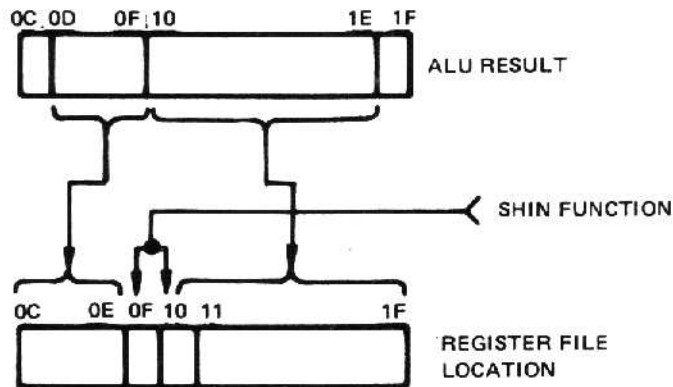 0C 0D 0F 10 1E 1F
ALU RESULT
SHIN FUNCTION
0C 0E 0F 10 11 1F
REGISTER FILE
LOCATION